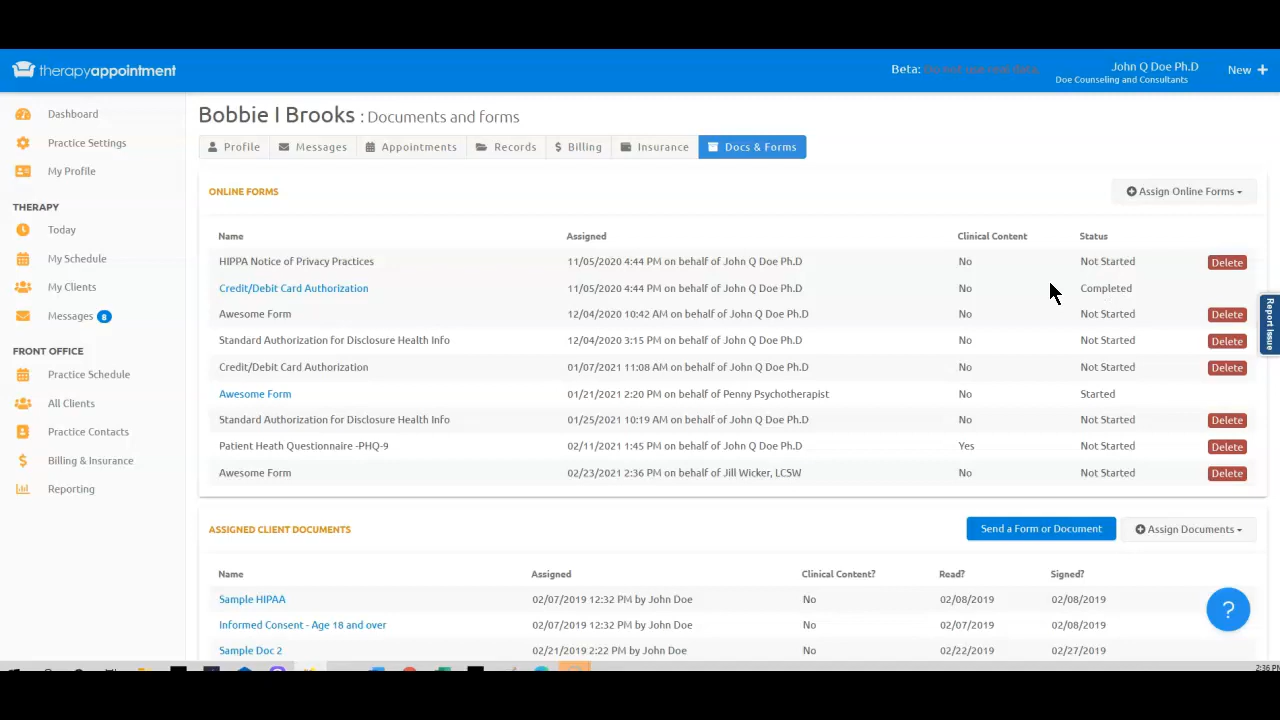 therapyappointment
Beta: Do not use real data.
John Q Doe Ph.D
Doe Counseling and Consultants
New +
Dashboard
Practice Settings
My Profile
THERAPY
Today
My Schedule
My Clients
Messages 8
FRONT OFFICE
Practice Schedule
All Clients
Practice Contacts
Billing & Insurance
Reporting
Bobbie I Brooks : Documents and forms
Profile Messages Appointments Records $ Billing Insurance Docs & Forms
ONLINE FORMS
Assign Online Forms
Name Assigned Clinical Content Status
HIPPA Notice of Privacy Practices 11/05/2020 4:44 PM on behalf of John Q Doe Ph.D No Not Started Delete
Credit/Debit Card Authorization 11/05/2020 4:44 PM on behalf of John Q Doe Ph.D No Completed
Awesome Form 12/04/2020 10:42 AM on behalf of John Q Doe Ph.D No Not Started Delete
Standard Authorization for Disclosure Health Info 12/04/2020 3:15 PM on behalf of John Q Doe Ph.D No Not Started Delete
Credit/Debit Card Authorization 01/07/2021 11:08 AM on behalf of John Q Doe Ph.D No Not Started Delete
Awesome Form 01/21/2021 2:20 PM on behalf of Penny Psychotherapist No Started
Standard Authorization for Disclosure Health Info 01/25/2021 10:19 AM on behalf of John Q Doe Ph.D No Not Started Delete
Patient Heath Questionnaire -PHQ-9 02/11/2021 1:45 PM on behalf of John Q Doe Ph.D Yes Not Started Delete
Awesome Form 02/23/2021 2:36 PM on behalf of Jill Wicker, LCSW No Not Started Delete
Report Issue
ASSIGNED CLIENT DOCUMENTS
Send a Form or Document
Assign Documents
Name Assigned Clinical Content? Read? Signed?
Sample HIPAA 02/07/2019 12:32 PM by John Doe No 02/08/2019 02/08/2019
Informed Consent - Age 18 and over 02/07/2019 12:32 PM by John Doe No 02/07/2019 02/08/2019
Sample Doc 2 02/21/2019 2:22 PM by John Doe No 02/22/2019 02/27/2019
?
2:36 PM